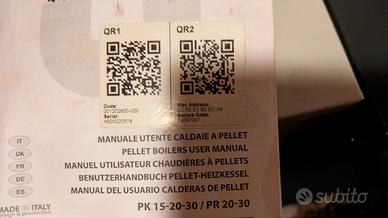 QR1 QR2
Code:
001202600-000
Serial:
Mac Address:
Secure Code:
IT MANUALE UTENTE CALDAIE A PELLET
UK PELLET BOILERS USER MANUAL
FR MANUEL UTILISATEUR CHAUDIÈRES À PELLETS
DE BENUTZERHANDBUCH PELLET-HEIZKESSEL
ES MANUAL DEL USUARIO CALDERAS DE PELLET
MADE IN ITALY
design & production
PK 15-20-30 / PR 20-30
subito